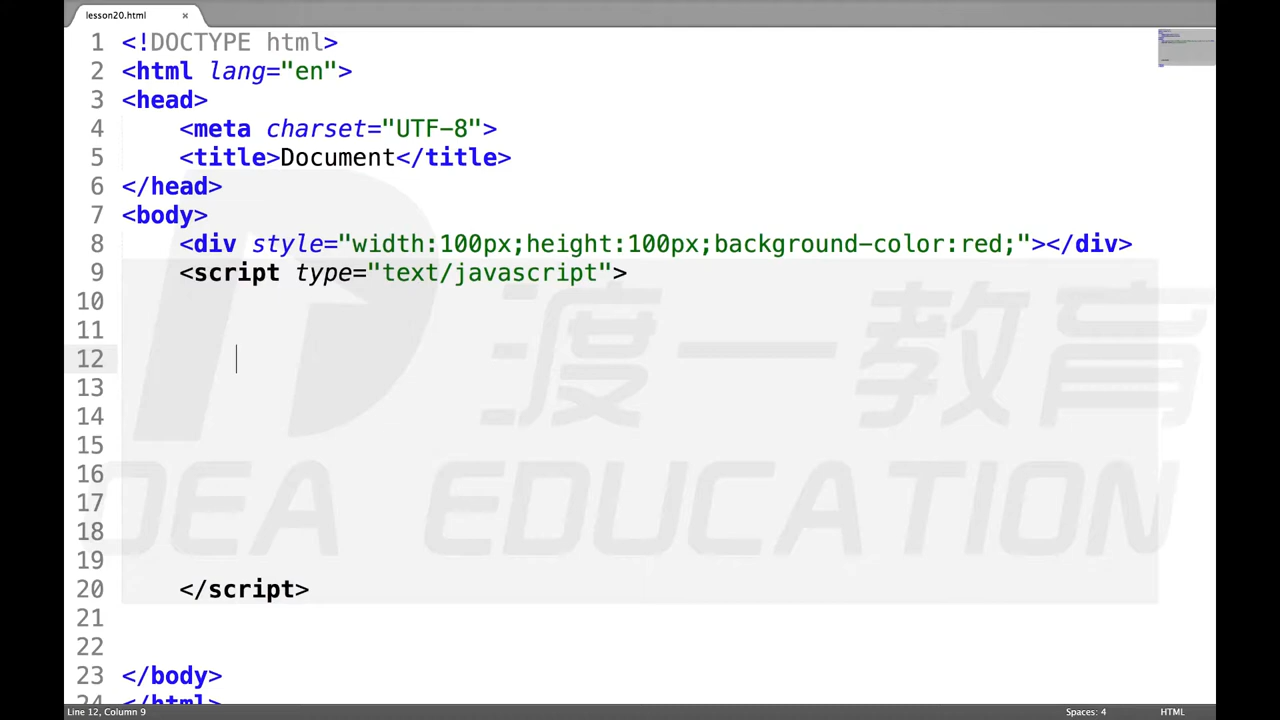 lesson20.html ×
1 <!DOCTYPE html>
2 <html lang="en">
3 <head>
4     <meta charset="UTF-8">
5     <title>Document</title>
6 </head>
7 <body>
8     <div style="width:100px;height:100px;background-color:red;"></div>
9     <script type="text/javascript">
10
11
12
13
14
15
16
17
18
19
20     </script>
21
22
23 </body>
24 </html>
渡一教育
IDEA EDUCATION
Line 12, Column 9
Spaces: 4
HTML